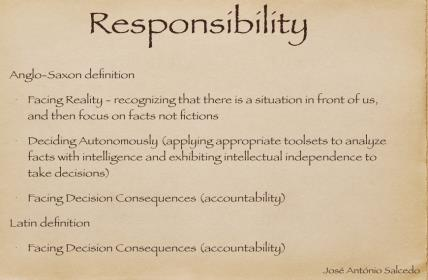 Responsibility
Anglo-Saxon definition
· Facing Reality - recognizing that there is a situation in front of us,
and then focus on facts not fictions
· Deciding Autonomously (applying appropriate toolsets to analyze
facts with intelligence and exhibiting intellectual independence to
take decisions)
· Facing Decision Consequences (accountability)
Latin definition
· Facing Decision Consequences (accountability)
José António Salcedo